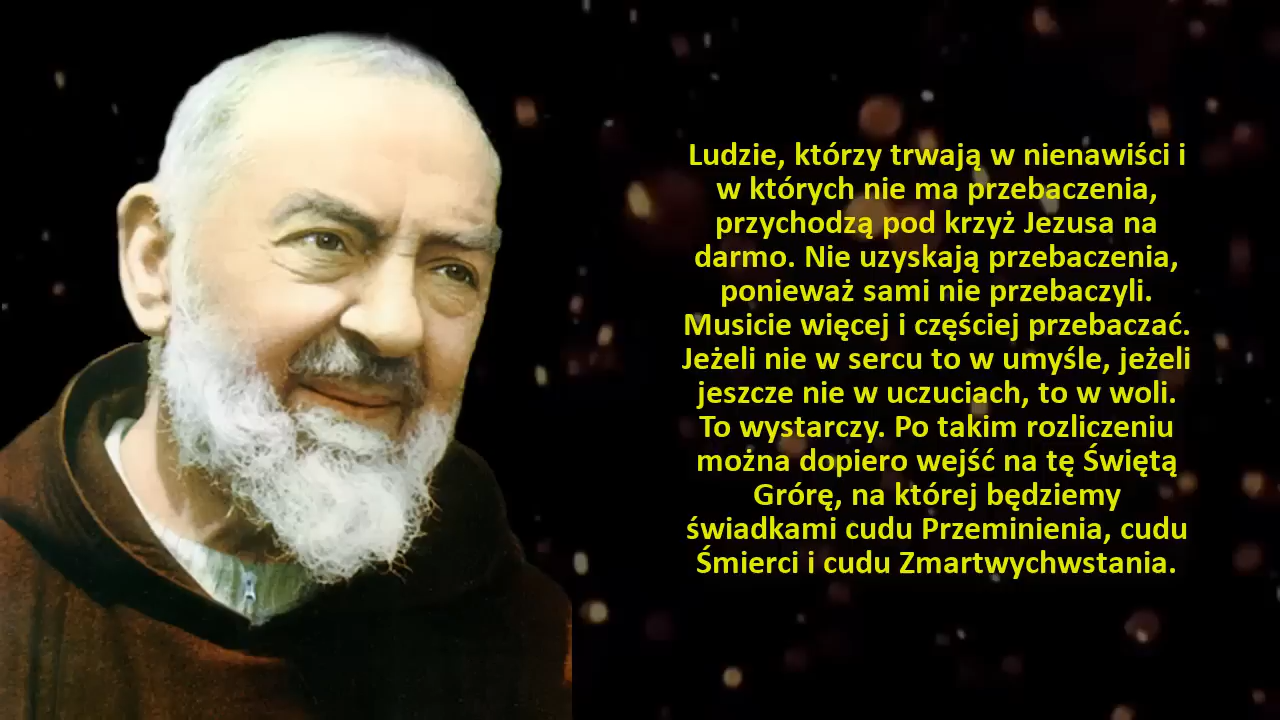 Ludzie, którzy trwają w nienawiści i
w których nie ma przebaczenia,
przychodzą pod krzyż Jezusa na
darmo. Nie uzyskają przebaczenia,
ponieważ sami nie przebaczyli.
Musicie więcej i częściej przebaczać.
Jeżeli nie w sercu to w umyśle, jeżeli
jeszcze nie w uczuciach, to w woli.
To wystarczy. Po takim rozliczeniu
można dopiero wejść na tę Świętą
Grórę, na której będziemy
świadkami cudu Przeminienia, cudu
Śmierci i cudu Zmartwychwstania.